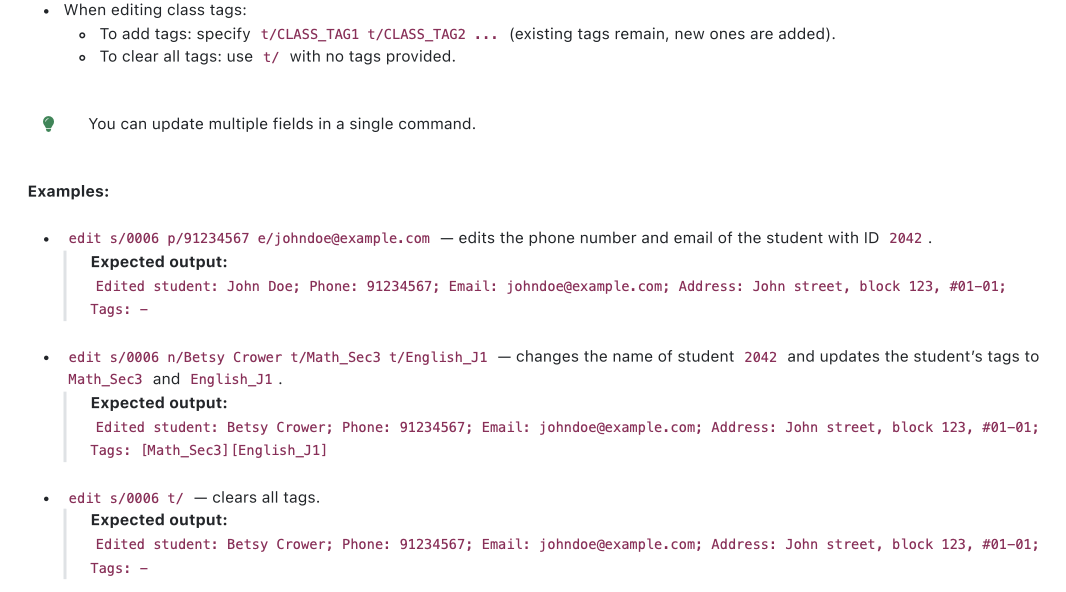 When editing class tags:
To add tags: specify t/CLASS_TAG1 t/CLASS_TAG2 ... (existing tags remain, new ones are added).
To clear all tags: use t/ with no tags provided.
You can update multiple fields in a single command.
Examples:
edit s/0006 p/91234567 e/johndoe@example.com — edits the phone number and email of the student with ID 2042 .
Expected output:
Edited student: John Doe; Phone: 91234567; Email: johndoe@example.com; Address: John street, block 123, #01-01;
Tags: –
edit s/0006 n/Betsy Crower t/Math_Sec3 t/English_J1 — changes the name of student 2042 and updates the student’s tags to
Math_Sec3 and English_J1 .
Expected output:
Edited student: Betsy Crower; Phone: 91234567; Email: johndoe@example.com; Address: John street, block 123, #01-01;
Tags: [Math_Sec3][English_J1]
edit s/0006 t/ — clears all tags.
Expected output:
Edited student: Betsy Crower; Phone: 91234567; Email: johndoe@example.com; Address: John street, block 123, #01-01;
Tags: –